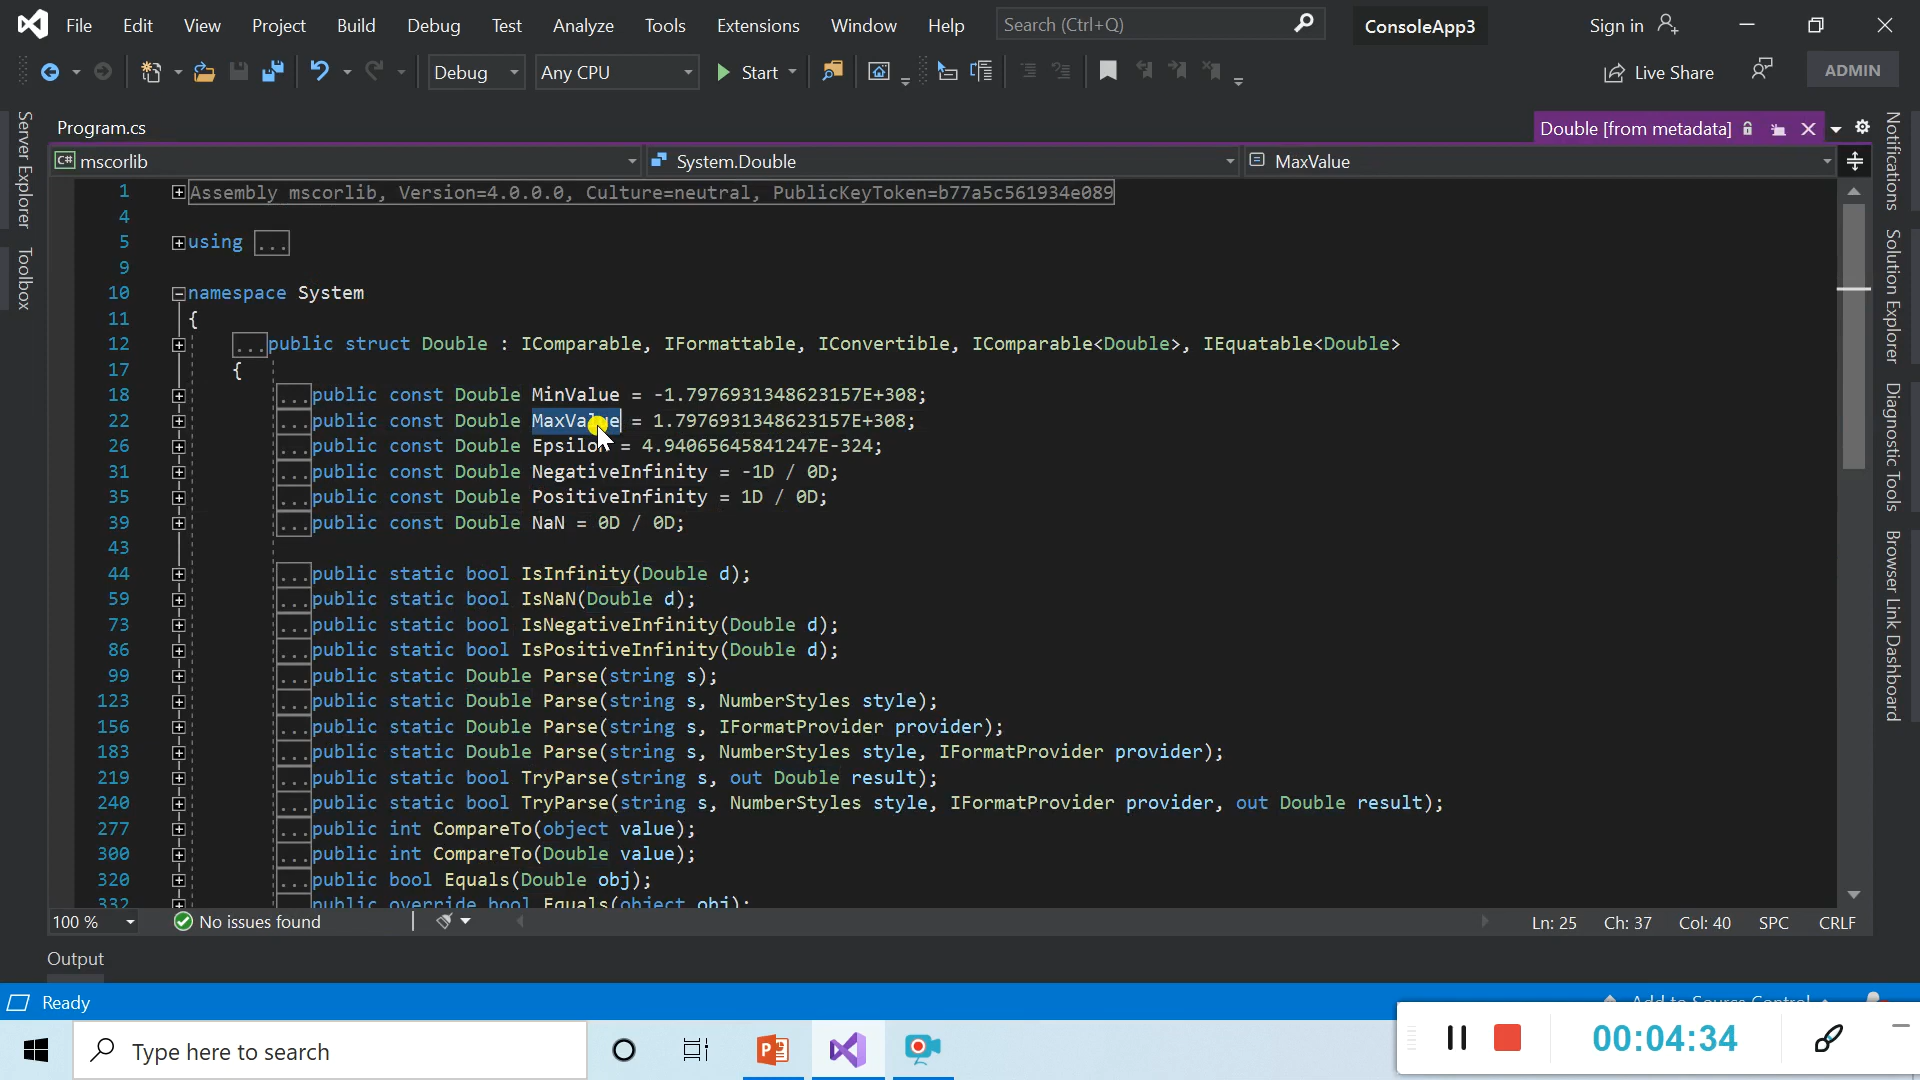 File Edit View Project Build Debug Test Analyze Tools Extensions Window Help Search (Ctrl+Q) ConsoleApp3 Sign in
Debug Any CPU Start Live Share ADMIN
Program.cs Double [from metadata]
C# mscorlib System.Double MaxValue
Server Explorer
Toolbox
Notifications
Solution Explorer
Diagnostic Tools
Browser Link Dashboard
1 Assembly mscorlib, Version=4.0.0.0, Culture=neutral, PublicKeyToken=b77a5c561934e089
4
5 using ...
9
10 namespace System
11 {
12 ...public struct Double : IComparable, IFormattable, IConvertible, IComparable<Double>, IEquatable<Double>
17 {
18 ...public const Double MinValue = -1.7976931348623157E+308;
22 ...public const Double MaxValue = 1.7976931348623157E+308;
26 ...public const Double Epsilon = 4.94065645841247E-324;
31 ...public const Double NegativeInfinity = -1D / 0D;
35 ...public const Double PositiveInfinity = 1D / 0D;
39 ...public const Double NaN = 0D / 0D;
43
44 ...public static bool IsInfinity(Double d);
59 ...public static bool IsNaN(Double d);
73 ...public static bool IsNegativeInfinity(Double d);
86 ...public static bool IsPositiveInfinity(Double d);
99 ...public static Double Parse(string s);
123 ...public static Double Parse(string s, NumberStyles style);
156 ...public static Double Parse(string s, IFormatProvider provider);
183 ...public static Double Parse(string s, NumberStyles style, IFormatProvider provider);
219 ...public static bool TryParse(string s, out Double result);
240 ...public static bool TryParse(string s, NumberStyles style, IFormatProvider provider, out Double result);
277 ...public int CompareTo(object value);
300 ...public int CompareTo(Double value);
320 ...public bool Equals(Double obj);
332 ...public override bool Equals(object obj);
100 % No issues found Ln: 25 Ch: 37 Col: 40 SPC CRLF
Output
Ready Add to Source Control
Type here to search 00:04:34